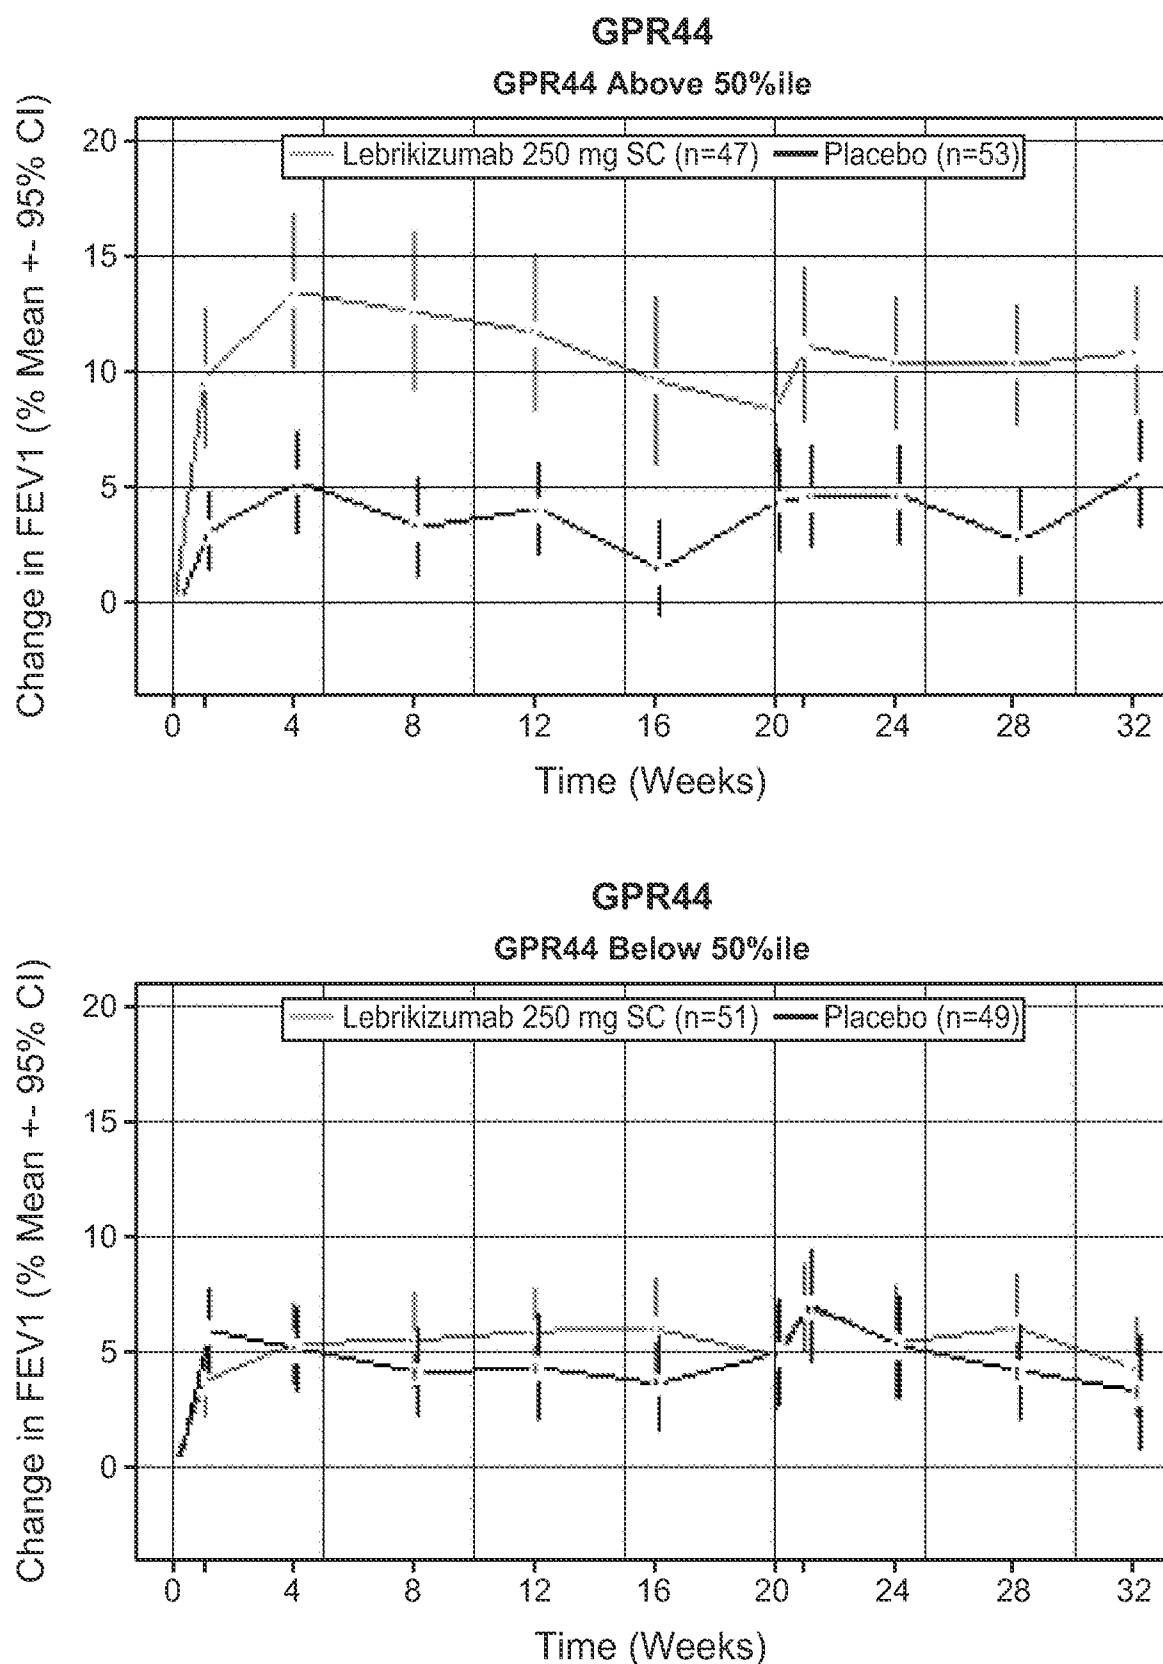 GPR44
GPR44 Above 50%ile
Change in FEV1 (% Mean +- 95% CI)
20
15
10
5
0
Lebrikizumab 250 mg SC (n=47) Placebo (n=53)
0 4 8 12 16 20 24 28 32
Time (Weeks)
GPR44
GPR44 Below 50%ile
Change in FEV1 (% Mean +- 95% CI)
20
15
10
5
0
Lebrikizumab 250 mg SC (n=51) Placebo (n=49)
0 4 8 12 16 20 24 28 32
Time (Weeks)